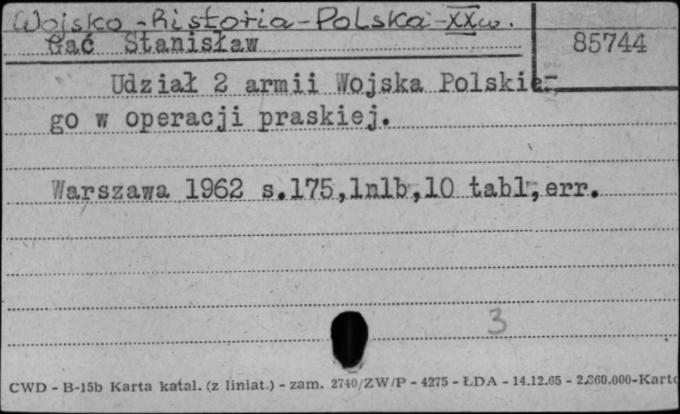 Wojsko - historia - Polska - XX w.
Gać Stanisław 85744
Udział 2 armii Wojska Polskie-
go w operacji praskiej.
Warszawa 1962 s.175,1nlb,10 tabl,err.
3
CWD - B-15b Karta katal. (z liniat.) - zam. 2740/ZW/P - 4275 - ŁDA - 14.12.65 - 2.360.000-Karto